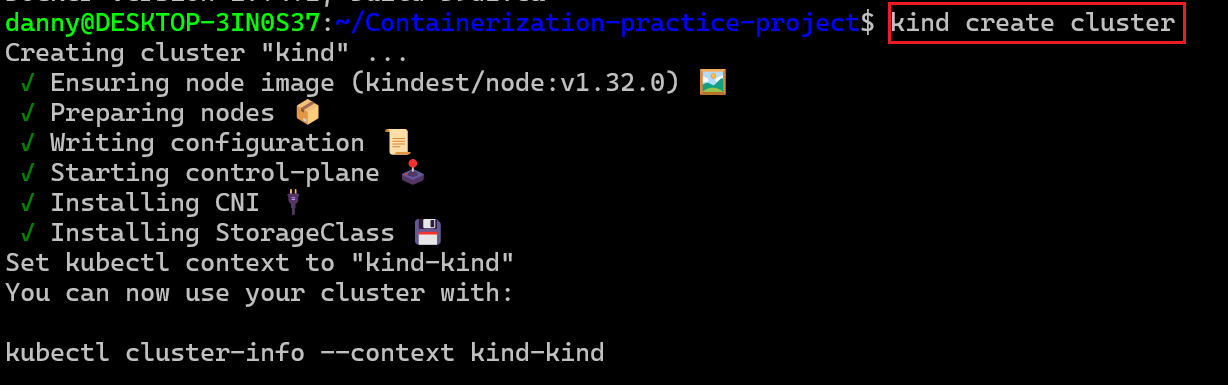 danny@DESKTOP-3IN0S37:~/Containerization-practice-project$ kind create cluster
Creating cluster "kind" ...
✓ Ensuring node image (kindest/node:v1.32.0) 🖼
✓ Preparing nodes 📦
✓ Writing configuration 📜
✓ Starting control-plane 🕹
✓ Installing CNI 🔌
✓ Installing StorageClass 💾
Set kubectl context to "kind-kind"
You can now use your cluster with:
kubectl cluster-info --context kind-kind